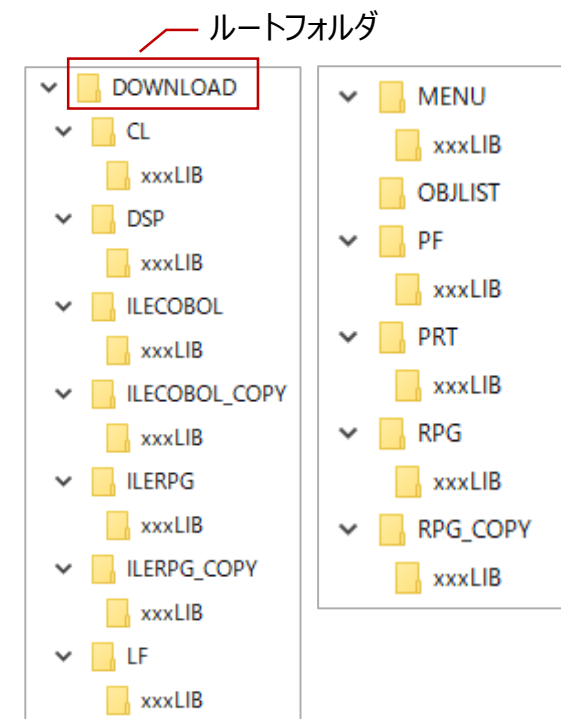 ルートフォルダ
DOWNLOAD
CL
xxxLIB
DSP
xxxLIB
ILECOBOL
xxxLIB
ILECOBOL_COPY
xxxLIB
ILERPG
xxxLIB
ILERPG_COPY
xxxLIB
LF
xxxLIB
MENU
xxxLIB
OBJLIST
PF
xxxLIB
PRT
xxxLIB
RPG
xxxLIB
RPG_COPY
xxxLIB